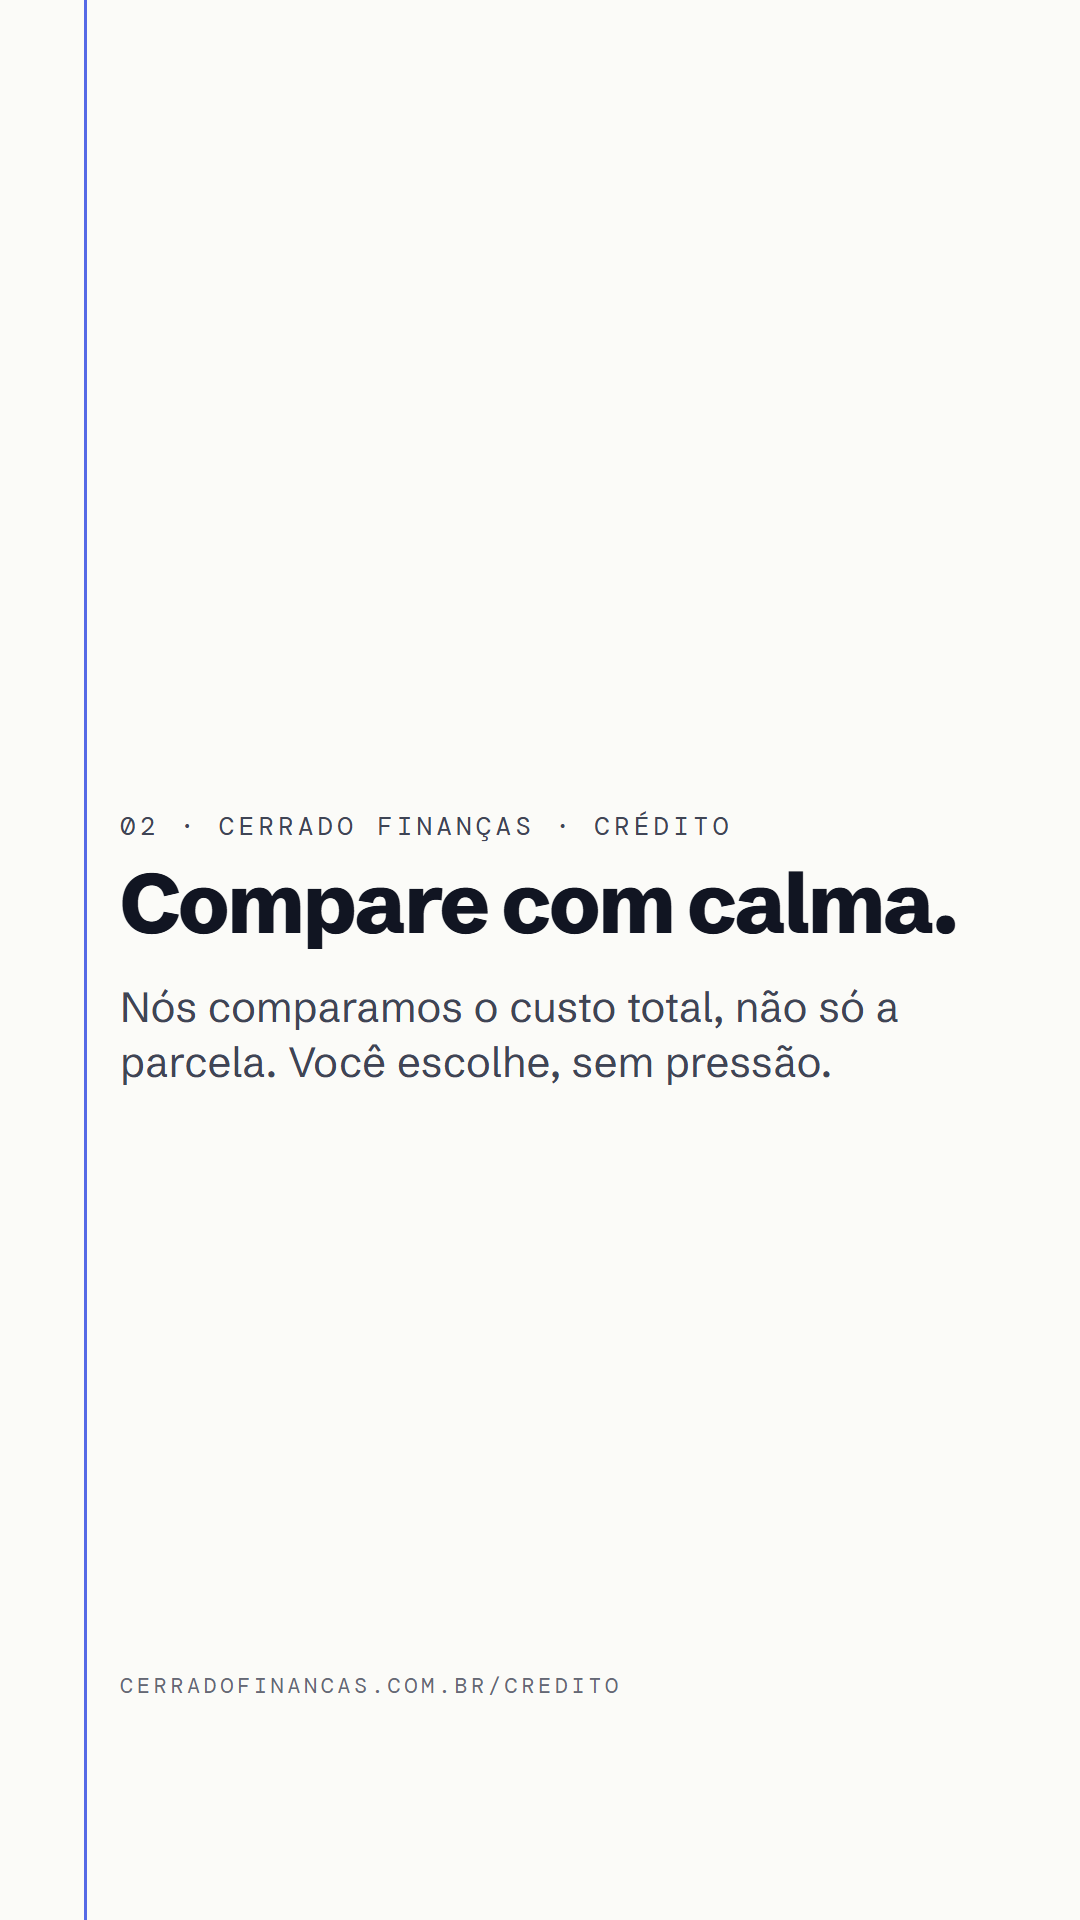 02 · CERRADO FINANÇAS · CRÉDITO
Compare com calma.
Nós comparamos o custo total, não só a
parcela. Você escolhe, sem pressão.
CERRADOFINANCAS.COM.BR/CREDITO